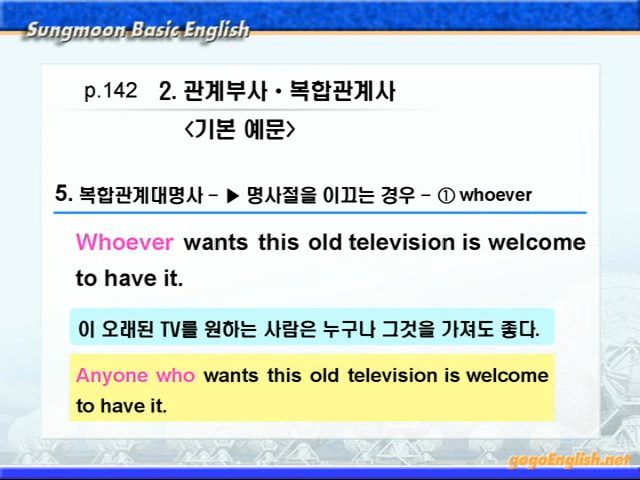 Sungmoon Basic English
p.142 2. 관계부사·복합관계사
<기본 예문>
5. 복합관계대명사 - ▶ 명사절을 이끄는 경우 - ① whoever
Whoever wants this old television is welcome
to have it.
이 오래된 TV를 원하는 사람은 누구나 그것을 가져도 좋다.
Anyone who wants this old television is welcome
to have it.
gogoEnglish.net